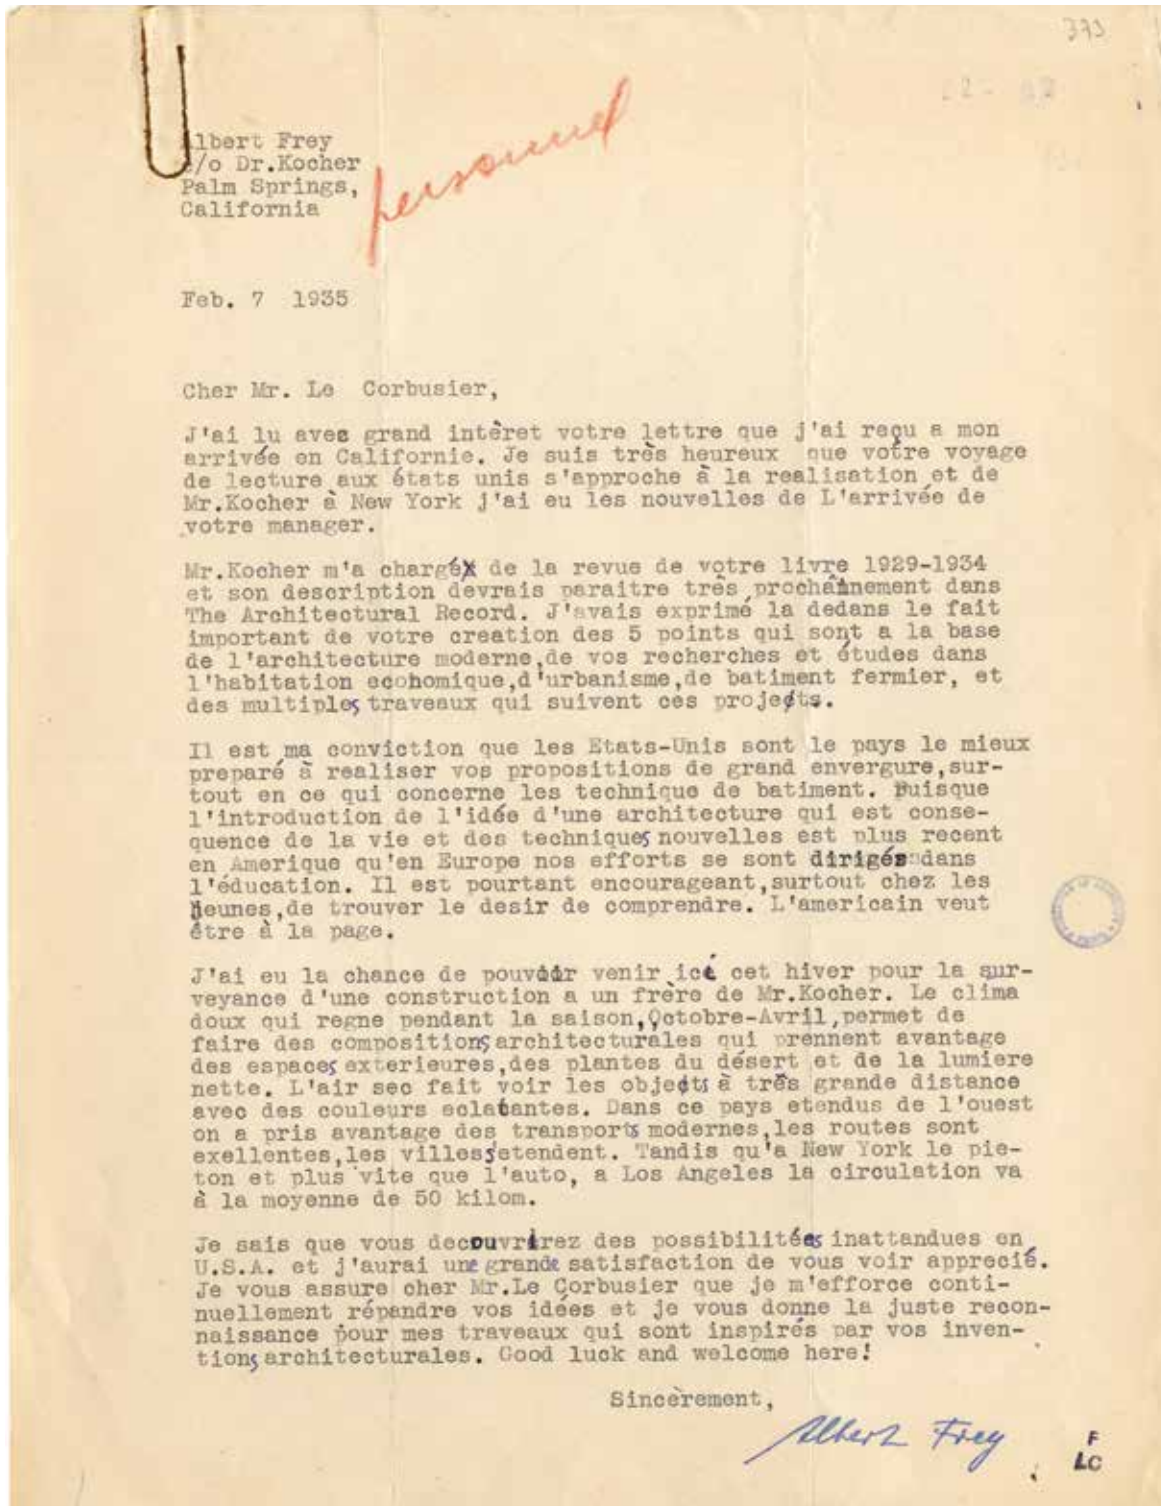 373
Albert Frey
c/o Dr.Kocher
Palm Springs,
California
personnel
Feb. 7 1935
Cher Mr. Le Corbusier,
J'ai lu avec grand intèret votre lettre que j'ai reçu a mon
arrivée en Californie. Je suis très heureux que votre voyage
de lecture aux états unis s'approche à la realisation et de
Mr.Kocher à New York j'ai eu les nouvelles de L'arrivée de
votre manager.
Mr.Kocher m'a chargé de la revue de votre livre 1929-1934
et son description devrais paraitre très prochainnement dans
The Architectural Record. J'avais exprimé la dedans le fait
important de votre creation des 5 points qui sont a la base
de l'architecture moderne,de vos recherches et études dans
l'habitation economique,d'urbanisme,de batiment fermier, et
des multiples traveaux qui suivent ces projets.
Il est ma conviction que les Etats-Unis sont le pays le mieux
preparé à realiser vos propositions de grand envergure,sur-
tout en ce qui concerne les technique de batiment. Puisque
l'introduction de l'idée d'une architecture qui est conse-
quence de la vie et des techniques nouvelles est plus recent
en Amerique qu'en Europe nos efforts se sont dirigés dans
l'éducation. Il est pourtant encourageant,surtout chez les
jeunes,de trouver le desir de comprendre. L'americain veut
être à la page.
J'ai eu la chance de pouvoir venir ici cet hiver pour la sur-
veyance d'une construction a un frère de Mr.Kocher. Le clima
doux qui regne pendant la saison,Octobre-Avril,permet de
faire des compositions architecturales qui prennent avantage
des espaces exterieures,des plantes du désert et de la lumiere
nette. L'air sec fait voir les objets à très grande distance
avec des couleurs eclatantes. Dans ce pays etendus de l'ouest
on a pris avantage des transports modernes,les routes sont
exellentes,les villes s'etendent. Tandis qu'a New York le pie-
ton et plus vite que l'auto, a Los Angeles la circulation va
à la moyenne de 50 kilom.
Je sais que vous decouvrirez des possibilitées inattandues en
U.S.A. et j'aurai une grande satisfaction de vous voir apprecié.
Je vous assure cher Mr.Le Corbusier que je m'efforce conti-
nuellement répandre vos idées et je vous donne la juste recon-
naissance pour mes traveaux qui sont inspirés par vos inven-
tions architecturales. Good luck and welcome here!
Sincèrement,
Albert Frey
F
LC